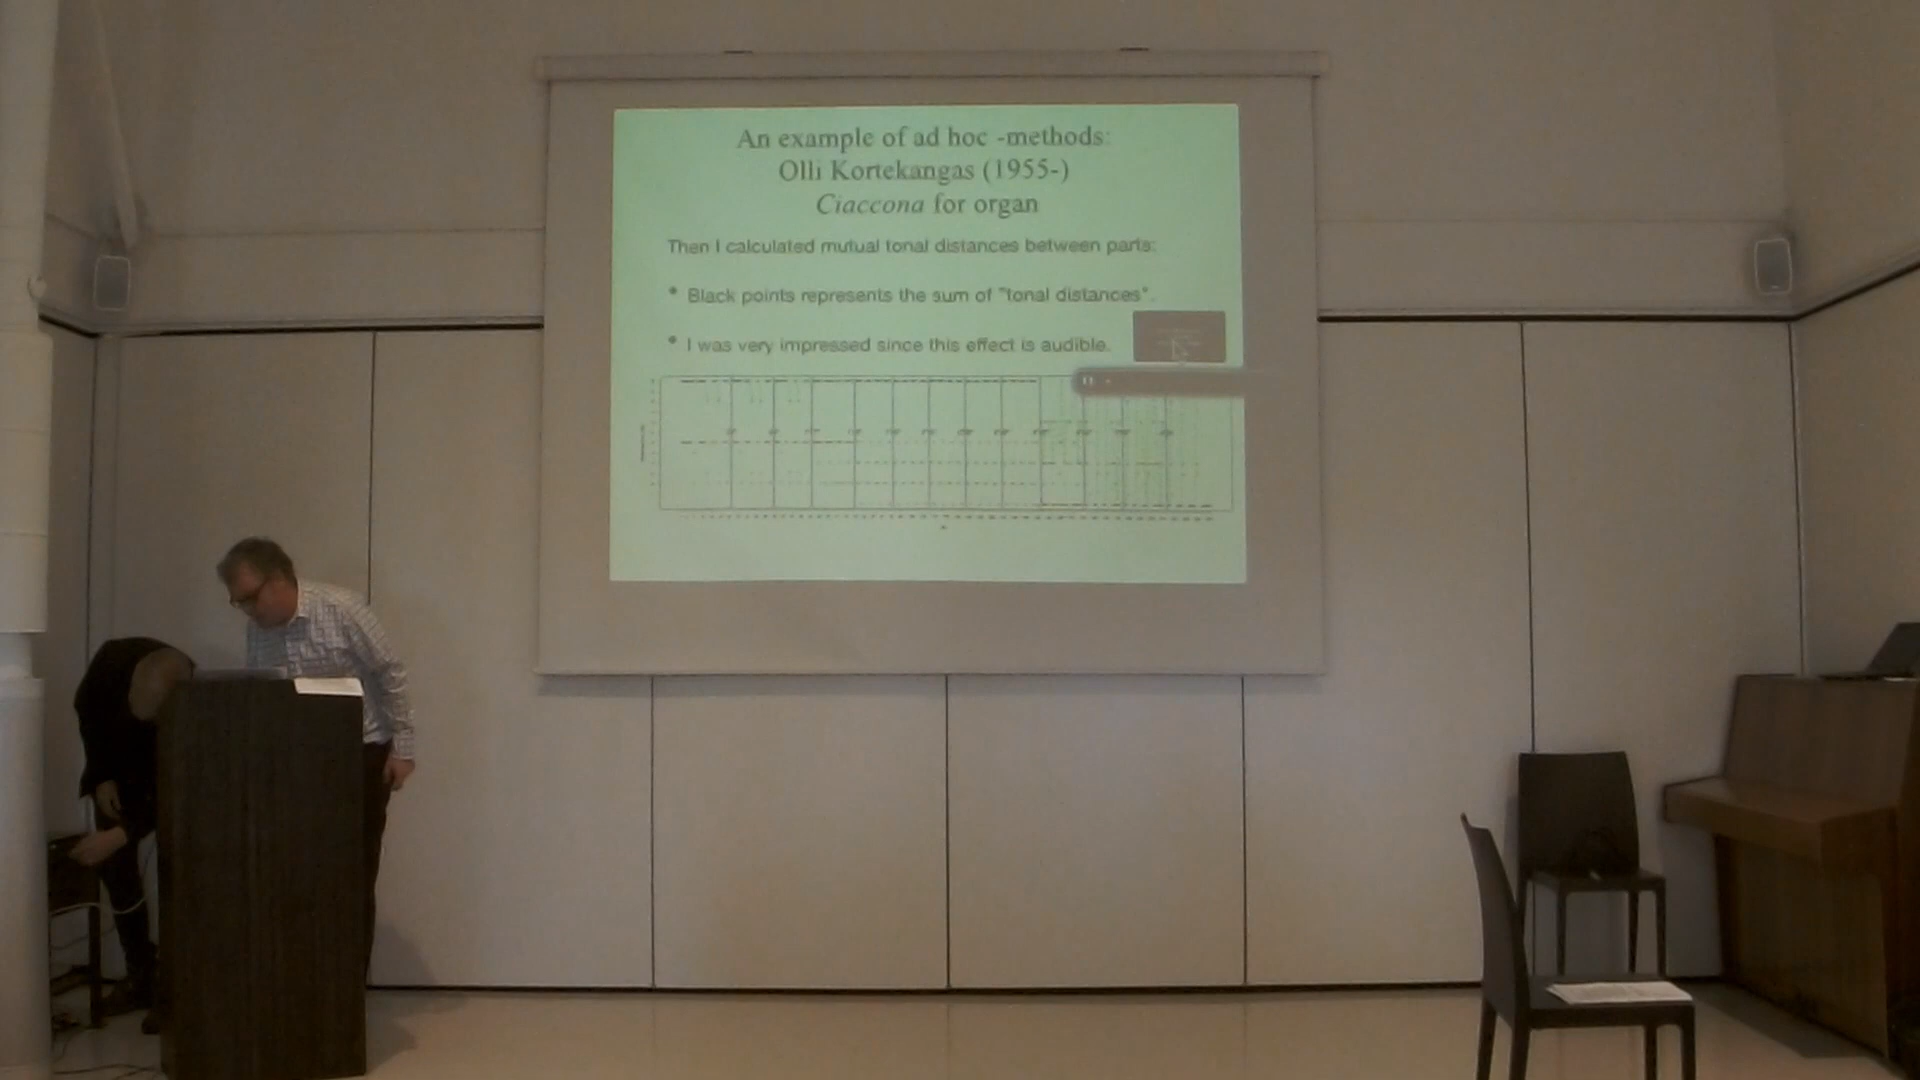 An example of ad hoc -methods:
Olli Kortekangas (1955-)
Ciaccona for organ
Then I calculated mutual tonal distances between parts:
* Black points represents the sum of "tonal distances".
* I was very impressed since this effect is audible.